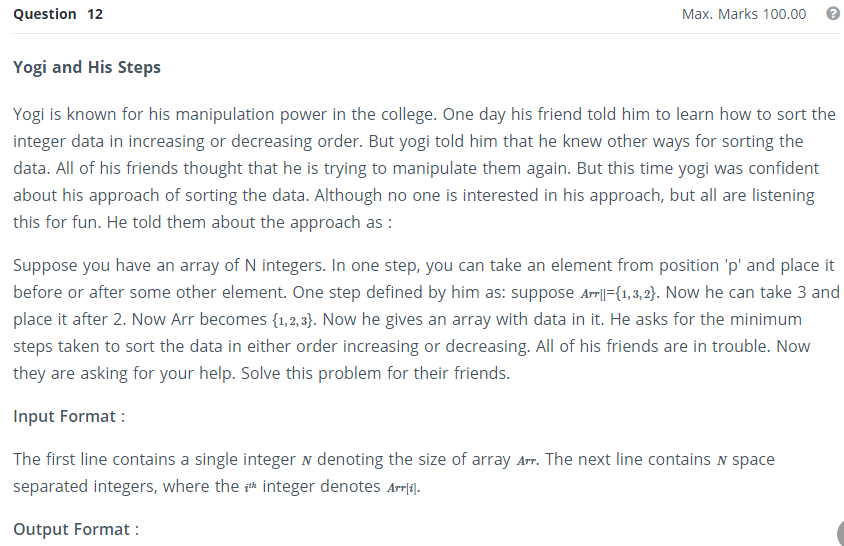 Question 12
Max. Marks 100.00
Yogi and His Steps
Yogi is known for his manipulation power in the college. One day his friend told him to learn how to sort the
integer data in increasing or decreasing order. But yogi told him that he knew other ways for sorting the
data. All of his friends thought that he is trying to manipulate them again. But this time yogi was confident
about his approach of sorting the data. Although no one is interested in his approach, but all are listening
this for fun. He told them about the approach as :
Suppose you have an array of N integers. In one step, you can take an element from position 'p' and place it
before or after some other element. One step defined by him as: suppose Arr[]={1,3,2}. Now he can take 3 and
place it after 2. Now Arr becomes {1,2,3}. Now he gives an array with data in it. He asks for the minimum
steps taken to sort the data in either order increasing or decreasing. All of his friends are in trouble. Now
they are asking for your help. Solve this problem for their friends.
Input Format :
The first line contains a single integer N denoting the size of array Arr. The next line contains N space
separated integers, where the ith integer denotes Arr[i].
Output Format :